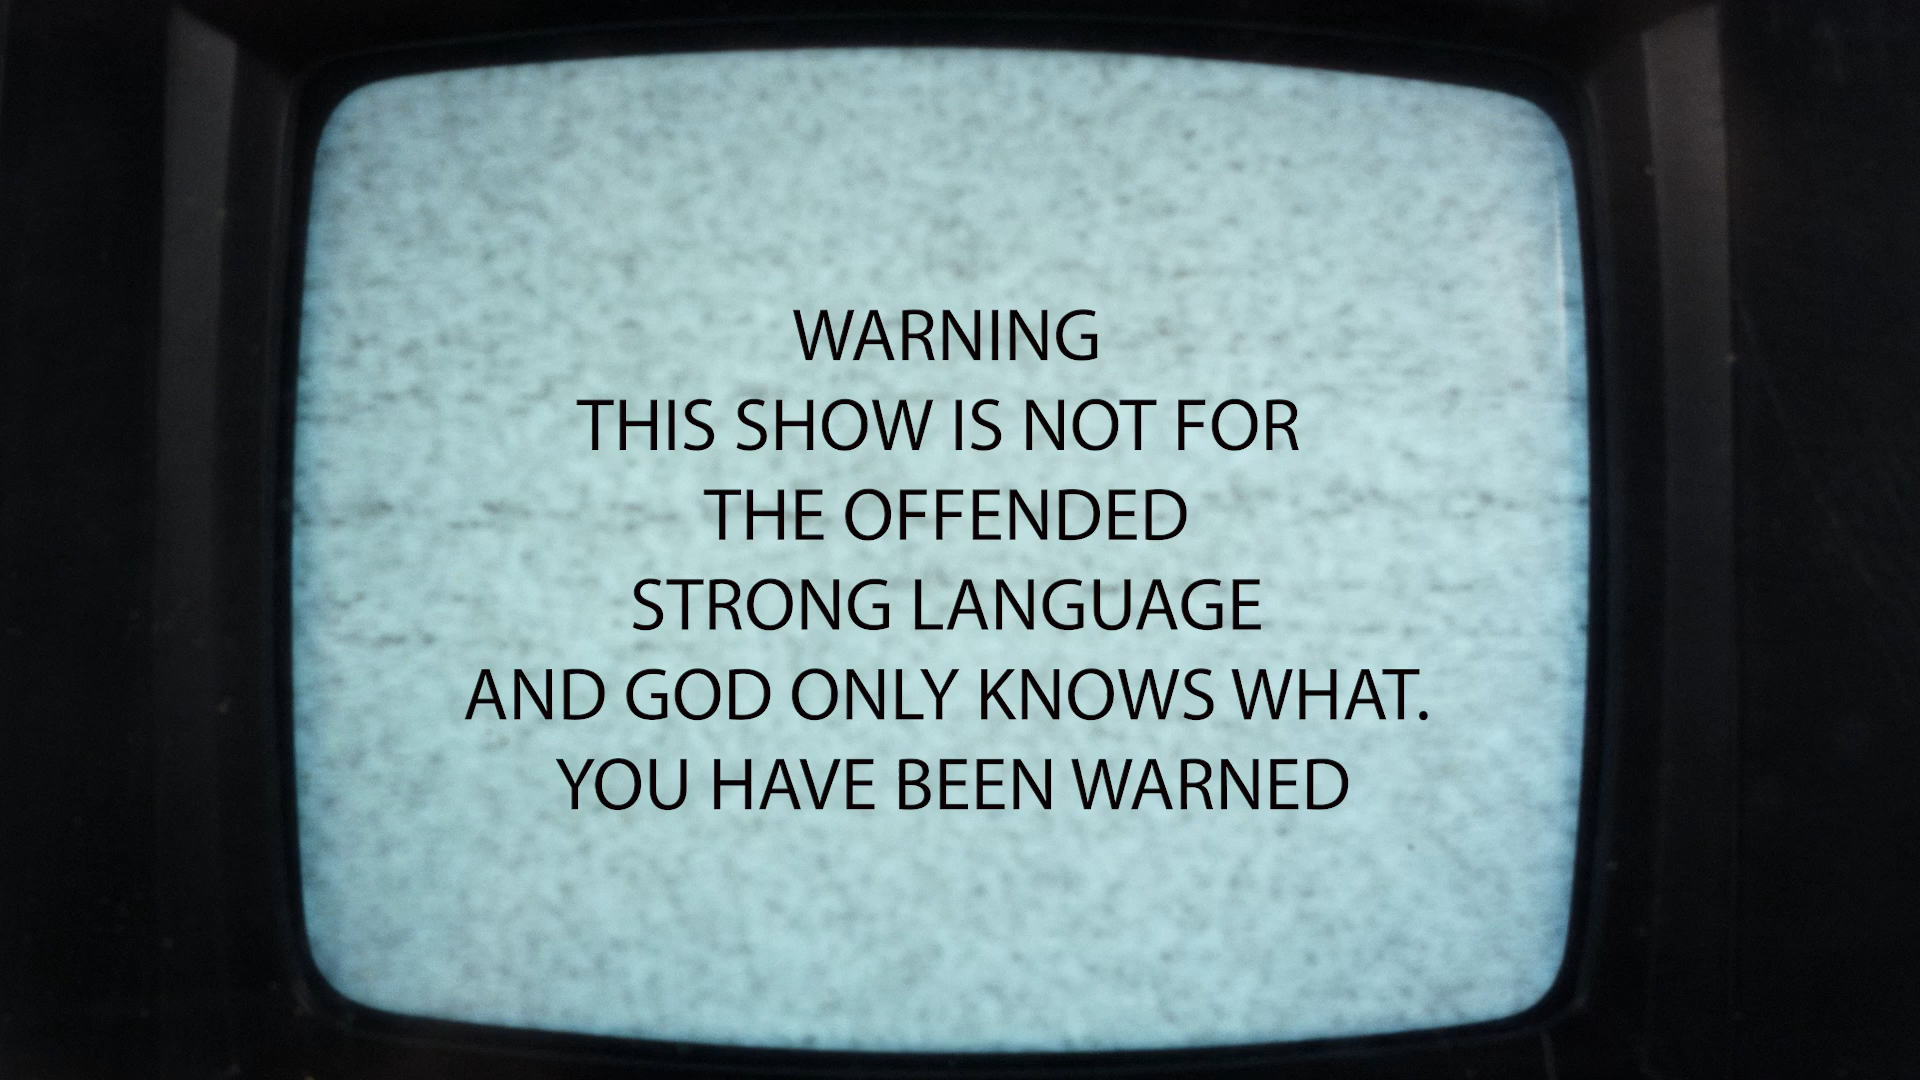 WARNING
THIS SHOW IS NOT FOR
THE OFFENDED
STRONG LANGUAGE
AND GOD ONLY KNOWS WHAT.
YOU HAVE BEEN WARNED